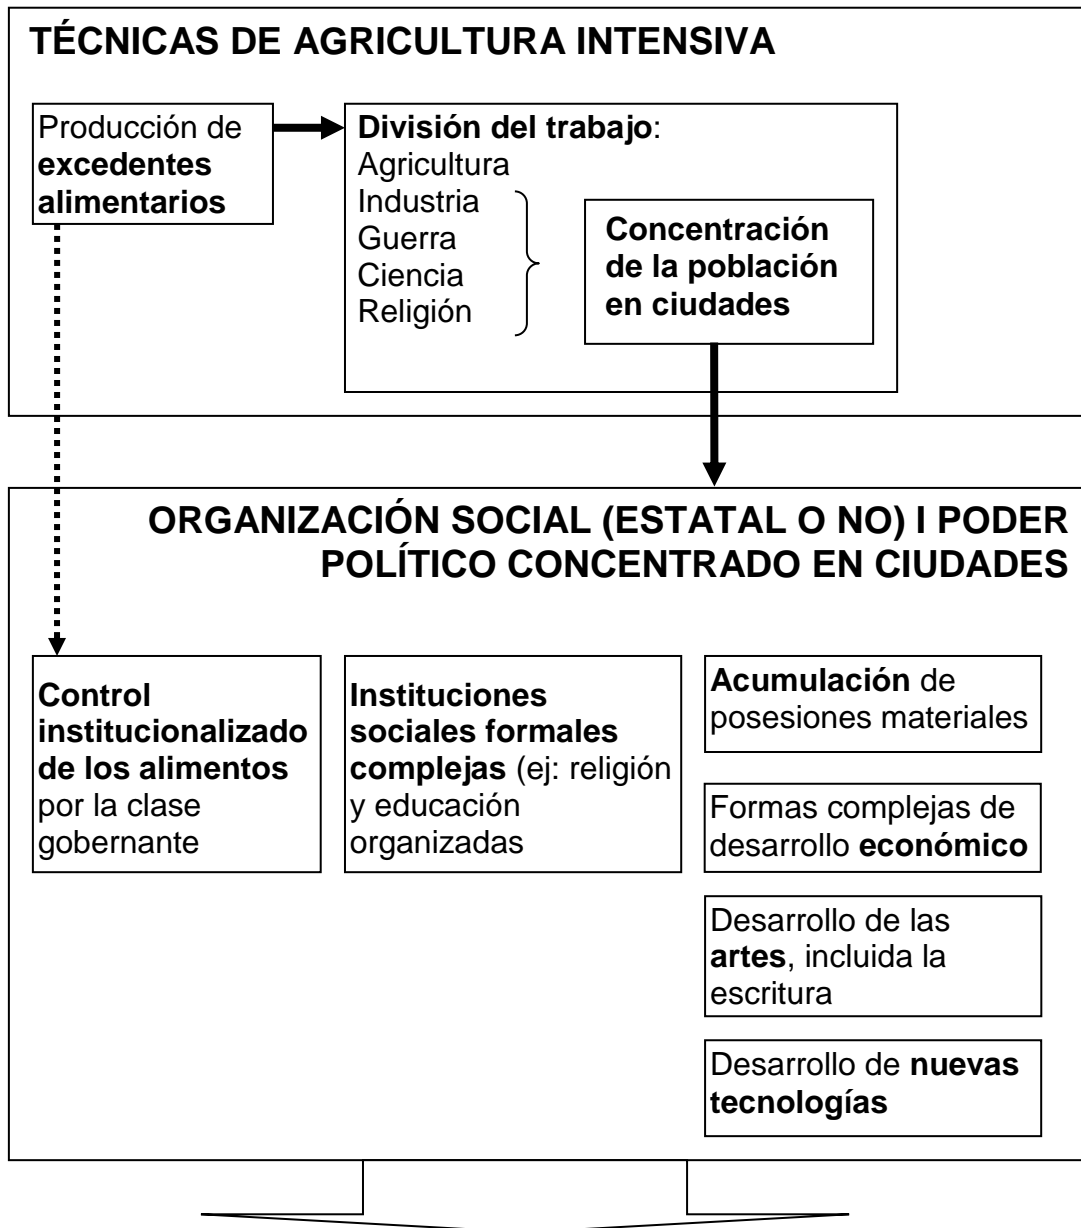 TÉCNICAS DE AGRICULTURA INTENSIVA
Producción de
excedentes
alimentarios
División del trabajo:
Agricultura
Industria
Guerra
Ciencia
Religión
Concentración
de la población
en ciudades
ORGANIZACIÓN SOCIAL (ESTATAL O NO) I PODER
POLÍTICO CONCENTRADO EN CIUDADES
Control
institucionalizado
de los alimentos
por la clase
gobernante
Instituciones
sociales formales
complejas (ej: religión
y educación
organizadas
Acumulación de
posesiones materiales
Formas complejas de
desarrollo económico
Desarrollo de las
artes, incluida la
escritura
Desarrollo de nuevas
tecnologías